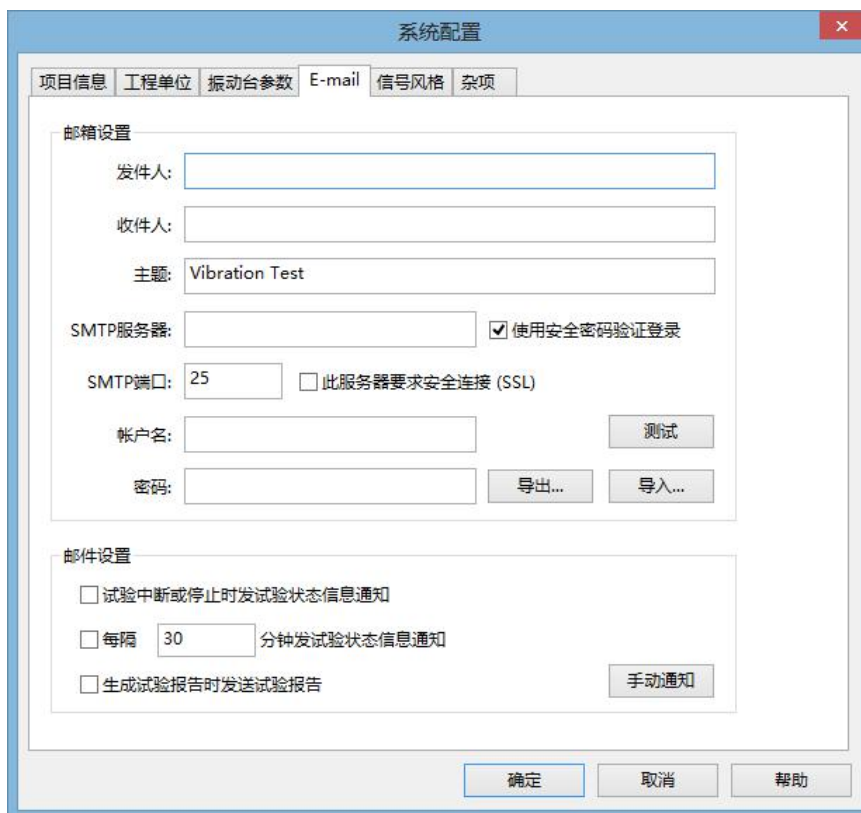 系统配置
项目信息 工程单位 振动台参数 E-mail 信号风格 杂项
邮箱设置
发件人:
收件人:
主题: Vibration Test
SMTP服务器: 使用安全密码验证登录
SMTP端口: 25 此服务器要求安全连接 (SSL)
帐户名: 测试
密码: 导出... 导入...
邮件设置
试验中断或停止时发试验状态信息通知
每隔 30 分钟发试验状态信息通知
生成试验报告时发送试验报告 手动通知
确定 取消 帮助